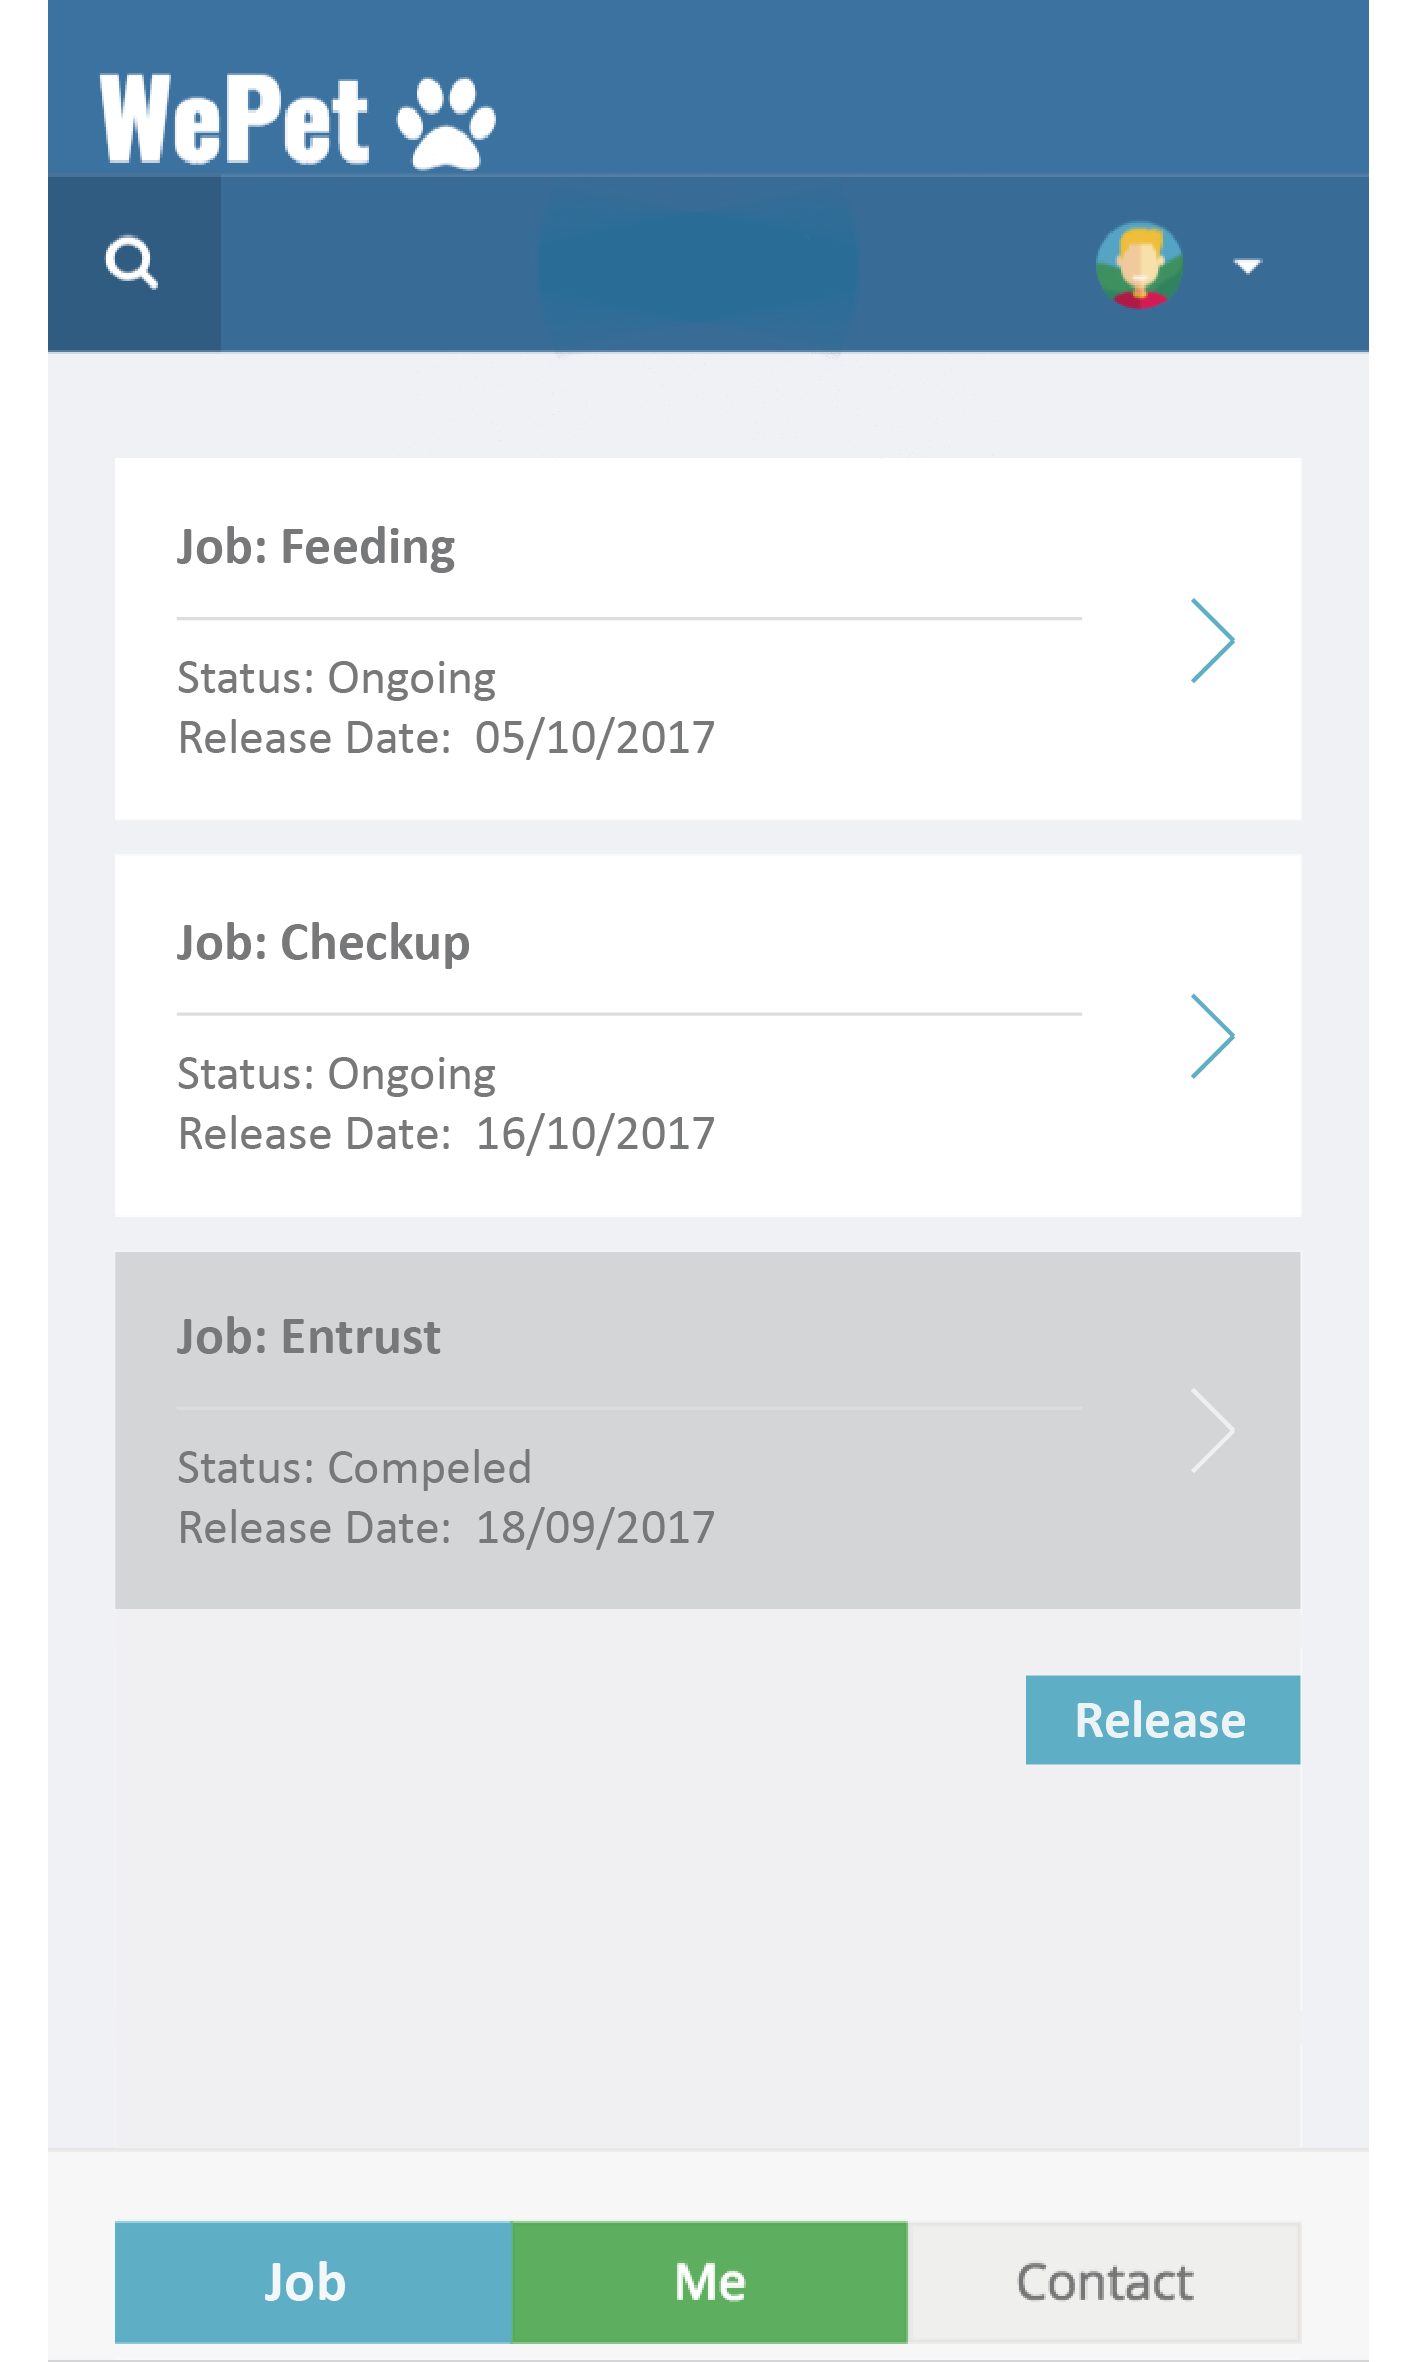 WePet
Job: Feeding
Status: Ongoing
Release Date: 05/10/2017
Job: Checkup
Status: Ongoing
Release Date: 16/10/2017
Job: Entrust
Status: Compeled
Release Date: 18/09/2017
Release
Job Me Contact